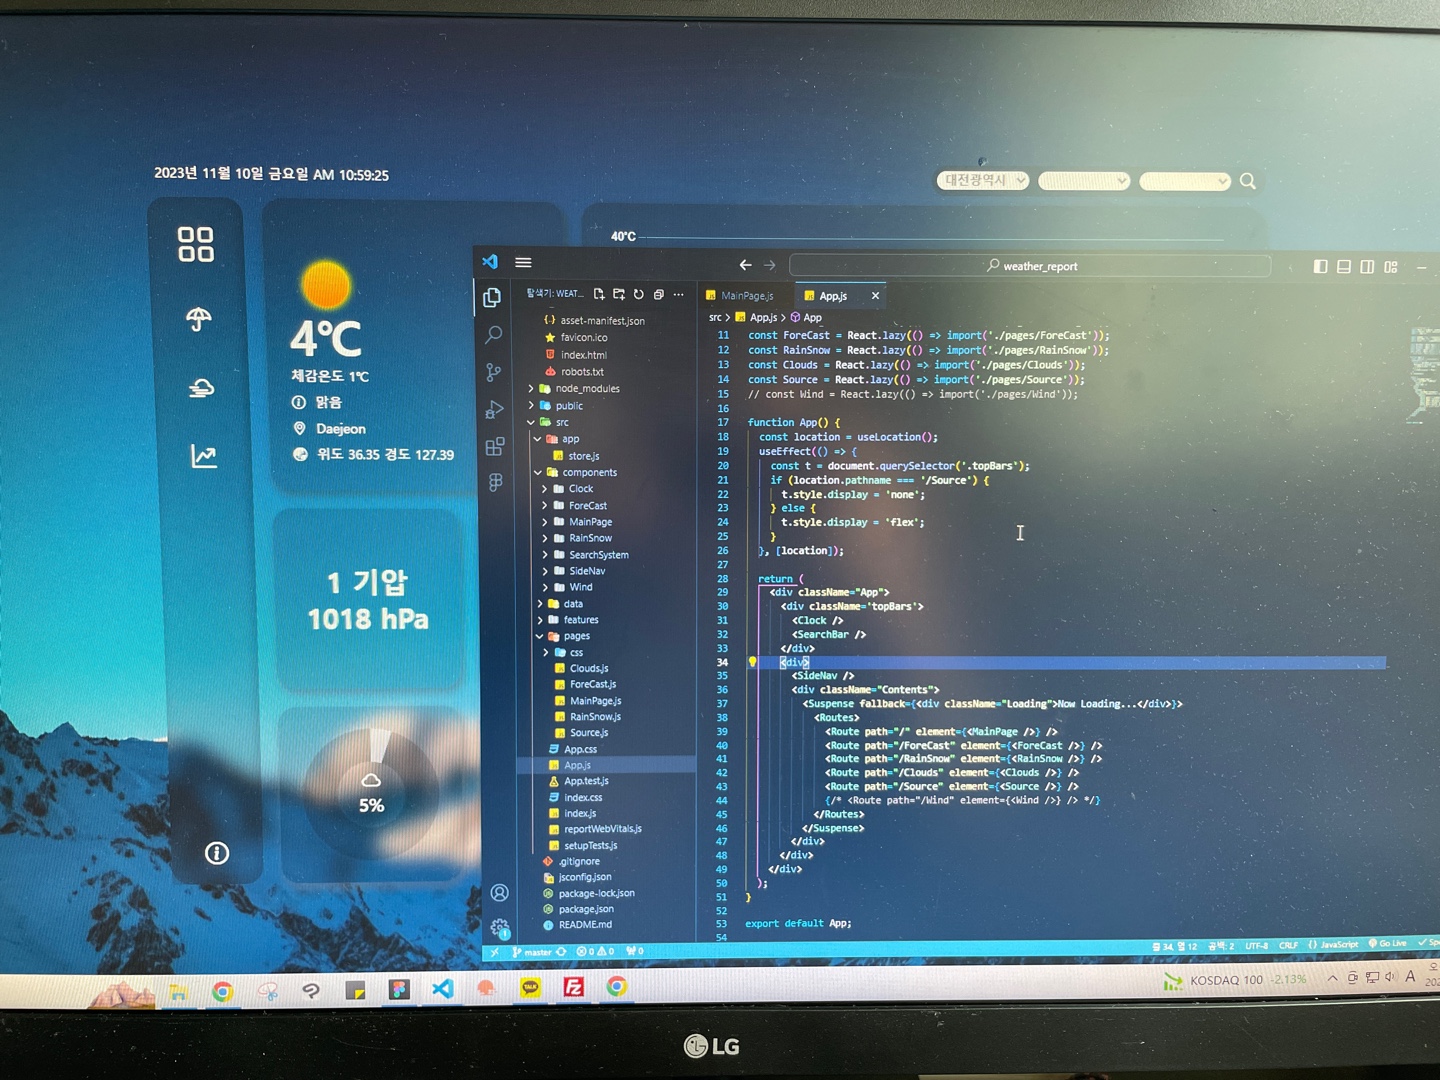 2023년 11월 10일 금요일 AM 10:59:25
대전광역시
40°C
4°C
체감온도 1°C
맑음
Daejeon
위도 36.35 경도 127.39
1 기압
1018 hPa
5%
weather_report
탐색기: WEAT...
asset-manifest.json
favicon.ico
index.html
robots.txt
node_modules
public
src
app
store.js
components
Clock
ForeCast
MainPage
RainSnow
SearchSystem
SideNav
Wind
data
features
pages
css
Clouds.js
ForeCast.js
MainPage.js
RainSnow.js
Source.js
App.css
App.js
App.test.js
index.css
index.js
reportWebVitals.js
setupTests.js
.gitignore
jsconfig.json
package-lock.json
package.json
README.md
MainPage.js
App.js
src > App.js > App
11 const ForeCast = React.lazy(() => import('./pages/ForeCast'));
12 const RainSnow = React.lazy(() => import('./pages/RainSnow'));
13 const Clouds = React.lazy(() => import('./pages/Clouds'));
14 const Source = React.lazy(() => import('./pages/Source'));
15 // const Wind = React.lazy(() => import('./pages/Wind'));
16
17 function App() {
18 const location = useLocation();
19 useEffect(() => {
20 const t = document.querySelector('.topBars');
21 if (location.pathname === '/Source') {
22 t.style.display = 'none';
23 } else {
24 t.style.display = 'flex';
25 }
26 }, [location]);
27
28 return (
29 <div className="App">
30 <div className='topBars'>
31 <Clock />
32 <SearchBar />
33 </div>
34 <div>
35 <SideNav />
36 <div className="Contents">
37 <Suspense fallback={<div className="Loading">Now Loading...</div>}>
38 <Routes>
39 <Route path="/" element={<MainPage />} />
40 <Route path="/ForeCast" element={<ForeCast />} />
41 <Route path="/RainSnow" element={<RainSnow />} />
42 <Route path="/Clouds" element={<Clouds />} />
43 <Route path="/Source" element={<Source />} />
44 {/* <Route path="/Wind" element={<Wind />} /> */}
45 </Routes>
46 </Suspense>
47 </div>
48 </div>
49 </div>
50 );
51 }
52
53 export default App;
54
master 0 0 0
줄 34, 열 12 공백: 2 UTF-8 CRLF {} JavaScript Go Live
TALK
Fz
KOSDAQ 100 -2.13%
A
LG